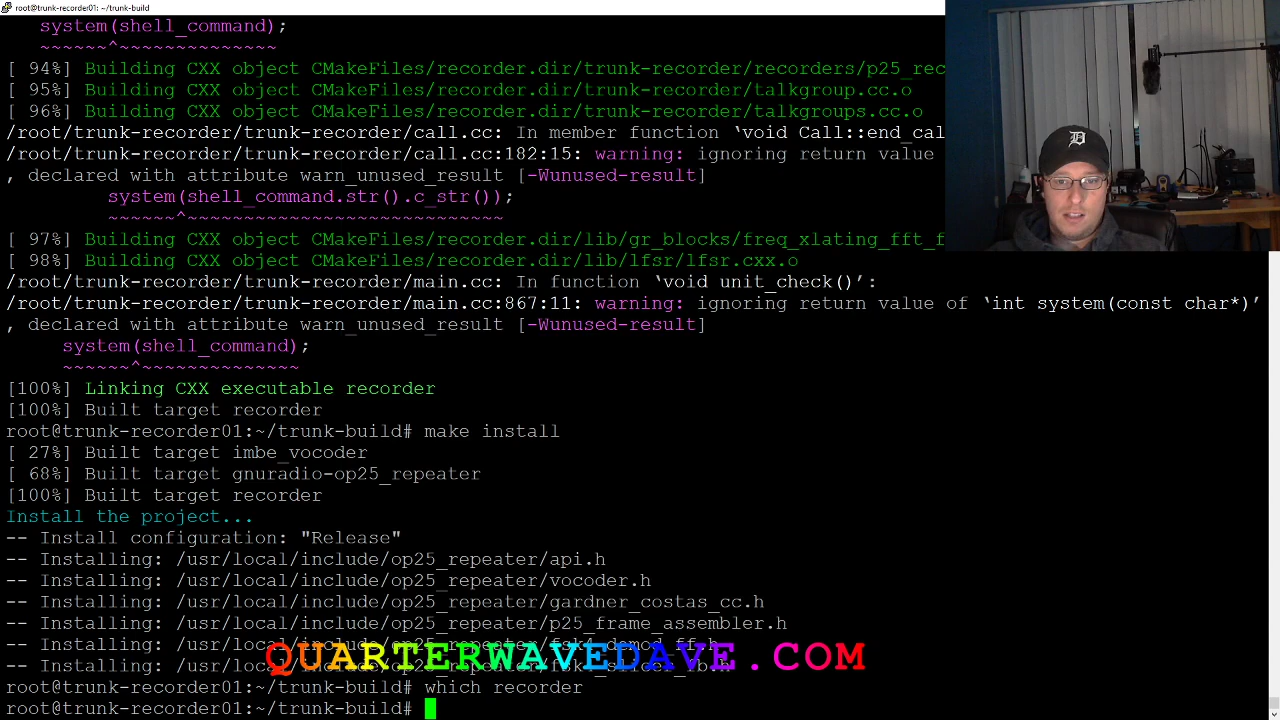 root@trunk-recorder01: ~/trunk-build
system(shell_command);
~~~~~~^~~~~~~~~~~~~~~
[ 94%] Building CXX object CMakeFiles/recorder.dir/trunk-recorder/recorders/p25_rec
[ 95%] Building CXX object CMakeFiles/recorder.dir/trunk-recorder/talkgroup.cc.o
[ 96%] Building CXX object CMakeFiles/recorder.dir/trunk-recorder/talkgroups.cc.o
/root/trunk-recorder/trunk-recorder/call.cc: In member function ‘void Call::end_cal
/root/trunk-recorder/trunk-recorder/call.cc:182:15: warning: ignoring return value
, declared with attribute warn_unused_result [-Wunused-result]
system(shell_command.str().c_str());
~~~~~~^~~~~~~~~~~~~~~~~~~~~~~~~~~~~
[ 97%] Building CXX object CMakeFiles/recorder.dir/lib/gr_blocks/freq_xlating_fft_f
[ 98%] Building CXX object CMakeFiles/recorder.dir/lib/lfsr/lfsr.cxx.o
/root/trunk-recorder/trunk-recorder/main.cc: In function ‘void unit_check()’:
/root/trunk-recorder/trunk-recorder/main.cc:867:11: warning: ignoring return value of ‘int system(const char*)’
, declared with attribute warn_unused_result [-Wunused-result]
system(shell_command);
~~~~~~^~~~~~~~~~~~~~~
[100%] Linking CXX executable recorder
[100%] Built target recorder
root@trunk-recorder01:~/trunk-build# make install
[ 27%] Built target imbe_vocoder
[ 68%] Built target gnuradio-op25_repeater
[100%] Built target recorder
Install the project...
-- Install configuration: "Release"
-- Installing: /usr/local/include/op25_repeater/api.h
-- Installing: /usr/local/include/op25_repeater/vocoder.h
-- Installing: /usr/local/include/op25_repeater/gardner_costas_cc.h
-- Installing: /usr/local/include/op25_repeater/p25_frame_assembler.h
-- Installing: /usr/local/include/op25_repeater/fsk4_demod_ff.h
-- Installing: /usr/local/include/op25_repeater/fsk4_slicer_fb.h
QUARTERWAVEDAVE.COM
root@trunk-recorder01:~/trunk-build# which recorder
root@trunk-recorder01:~/trunk-build#